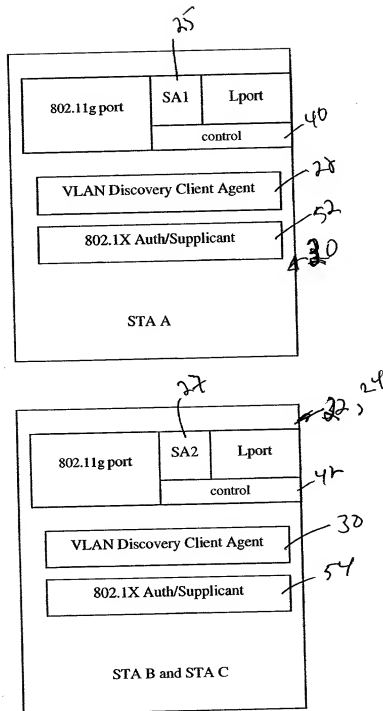 25
802.11g port
SA1
Lport
control
40
VLAN Discovery Client Agent
28
802.1X Auth/Supplicant
52
STA A
27
22, 24
802.11g port
SA2
Lport
control
42
VLAN Discovery Client Agent
30
802.1X Auth/Supplicant
54
STA B and STA C